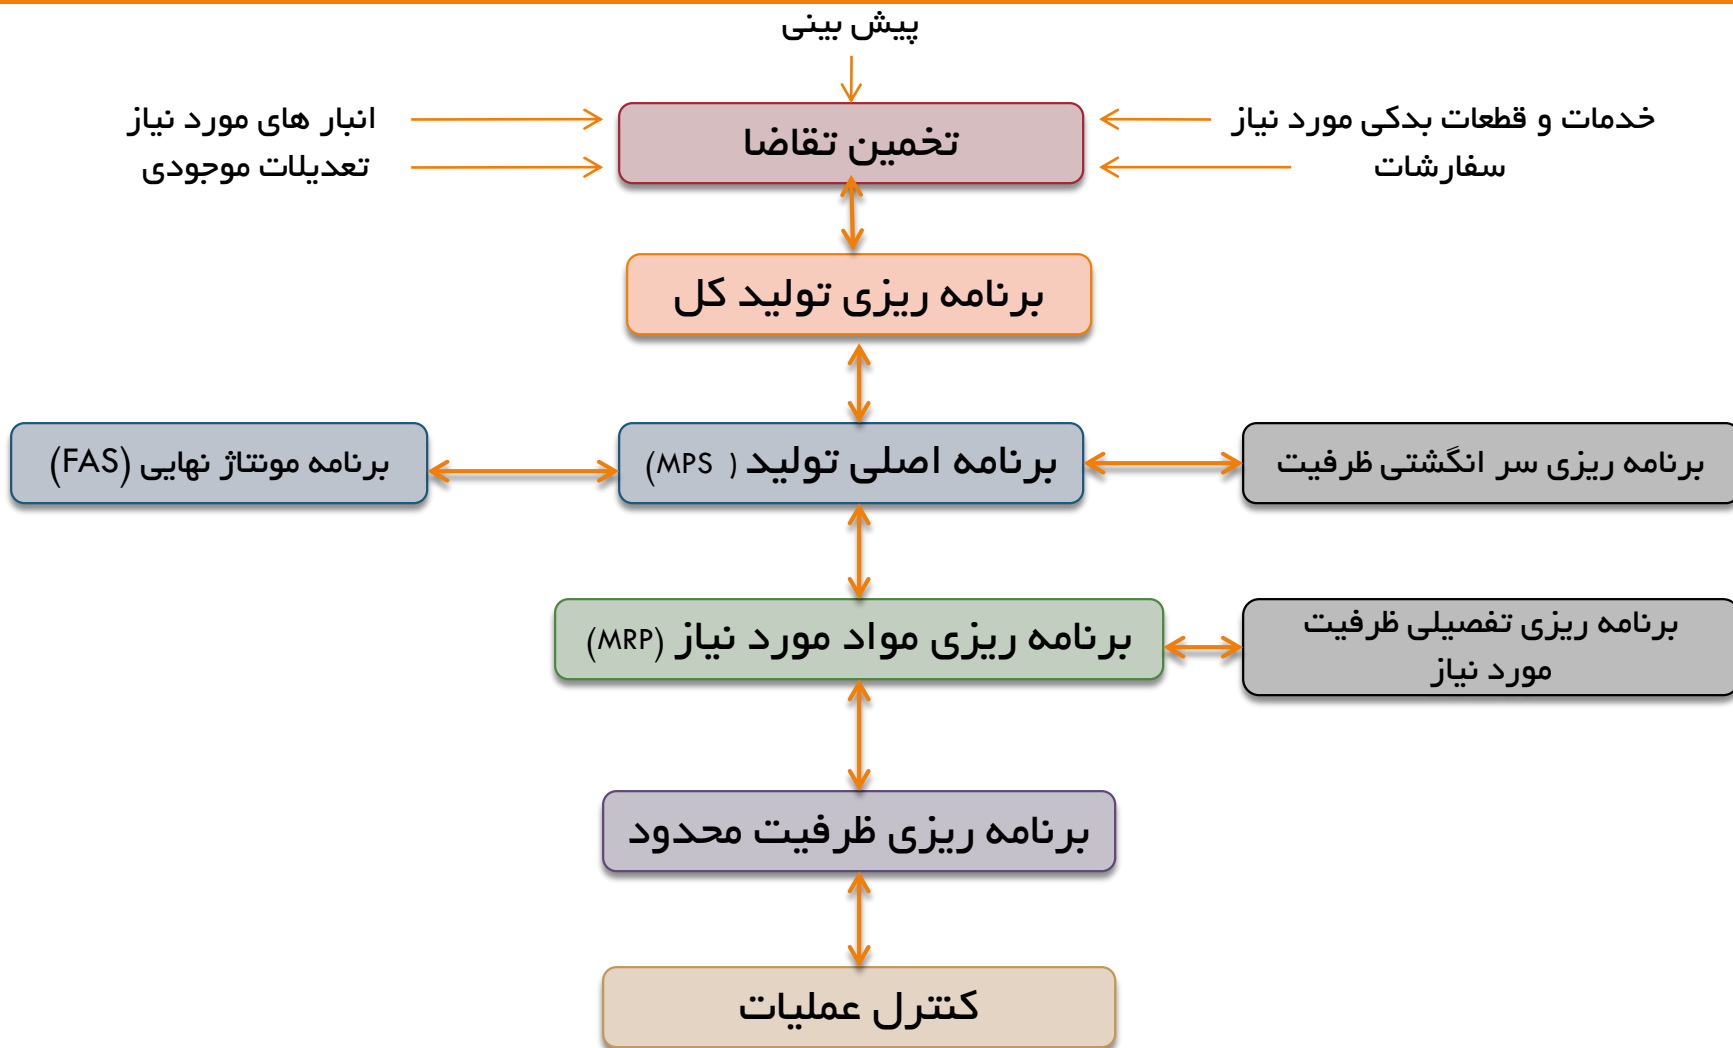 پیش بینی
خدمات و قطعات بدکی مورد نیاز
انبار های مورد نیاز
تخمین تقاضا
سفارشات
تعدیلات موجودی
برنامه ریزی تولید کل
برنامه ریزی سر انگشتی ظرفیت
برنامه اصلی تولید ( MPS)
برنامه مونتاژ نهایی (FAS)
برنامه ریزی مواد مورد نیاز (MRP)
برنامه ریزی تفصیلی ظرفیت
مورد نیاز
برنامه ریزی ظرفیت محدود
کنترل عملیات